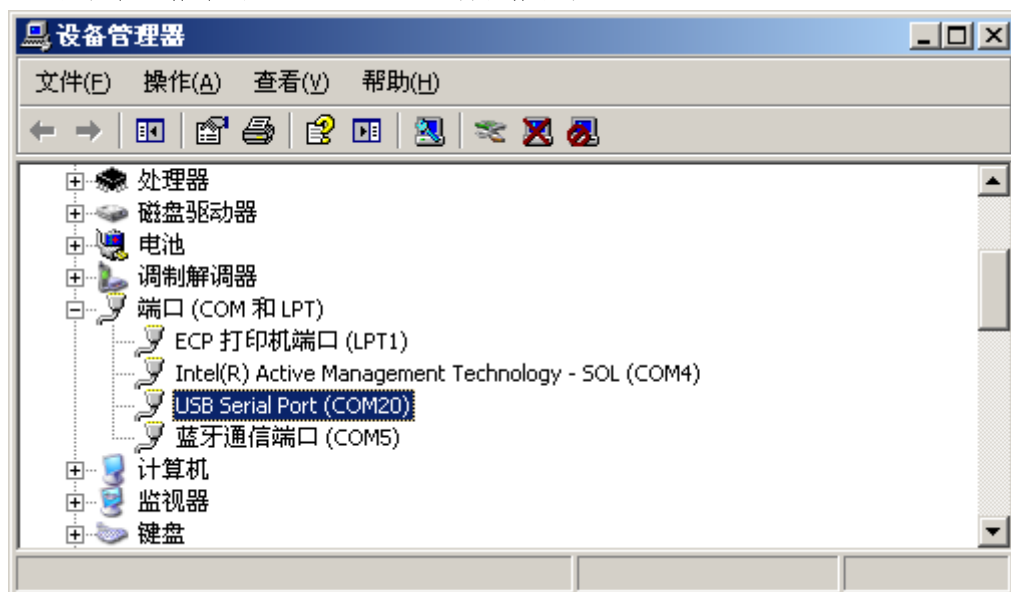 设备管理器
文件(F) 操作(A) 查看(V) 帮助(H)
处理器
磁盘驱动器
电池
调制解调器
端口 (COM 和 LPT)
ECP 打印机端口 (LPT1)
Intel(R) Active Management Technology - SOL (COM4)
USB Serial Port (COM20)
蓝牙通信端口 (COM5)
计算机
监视器
键盘